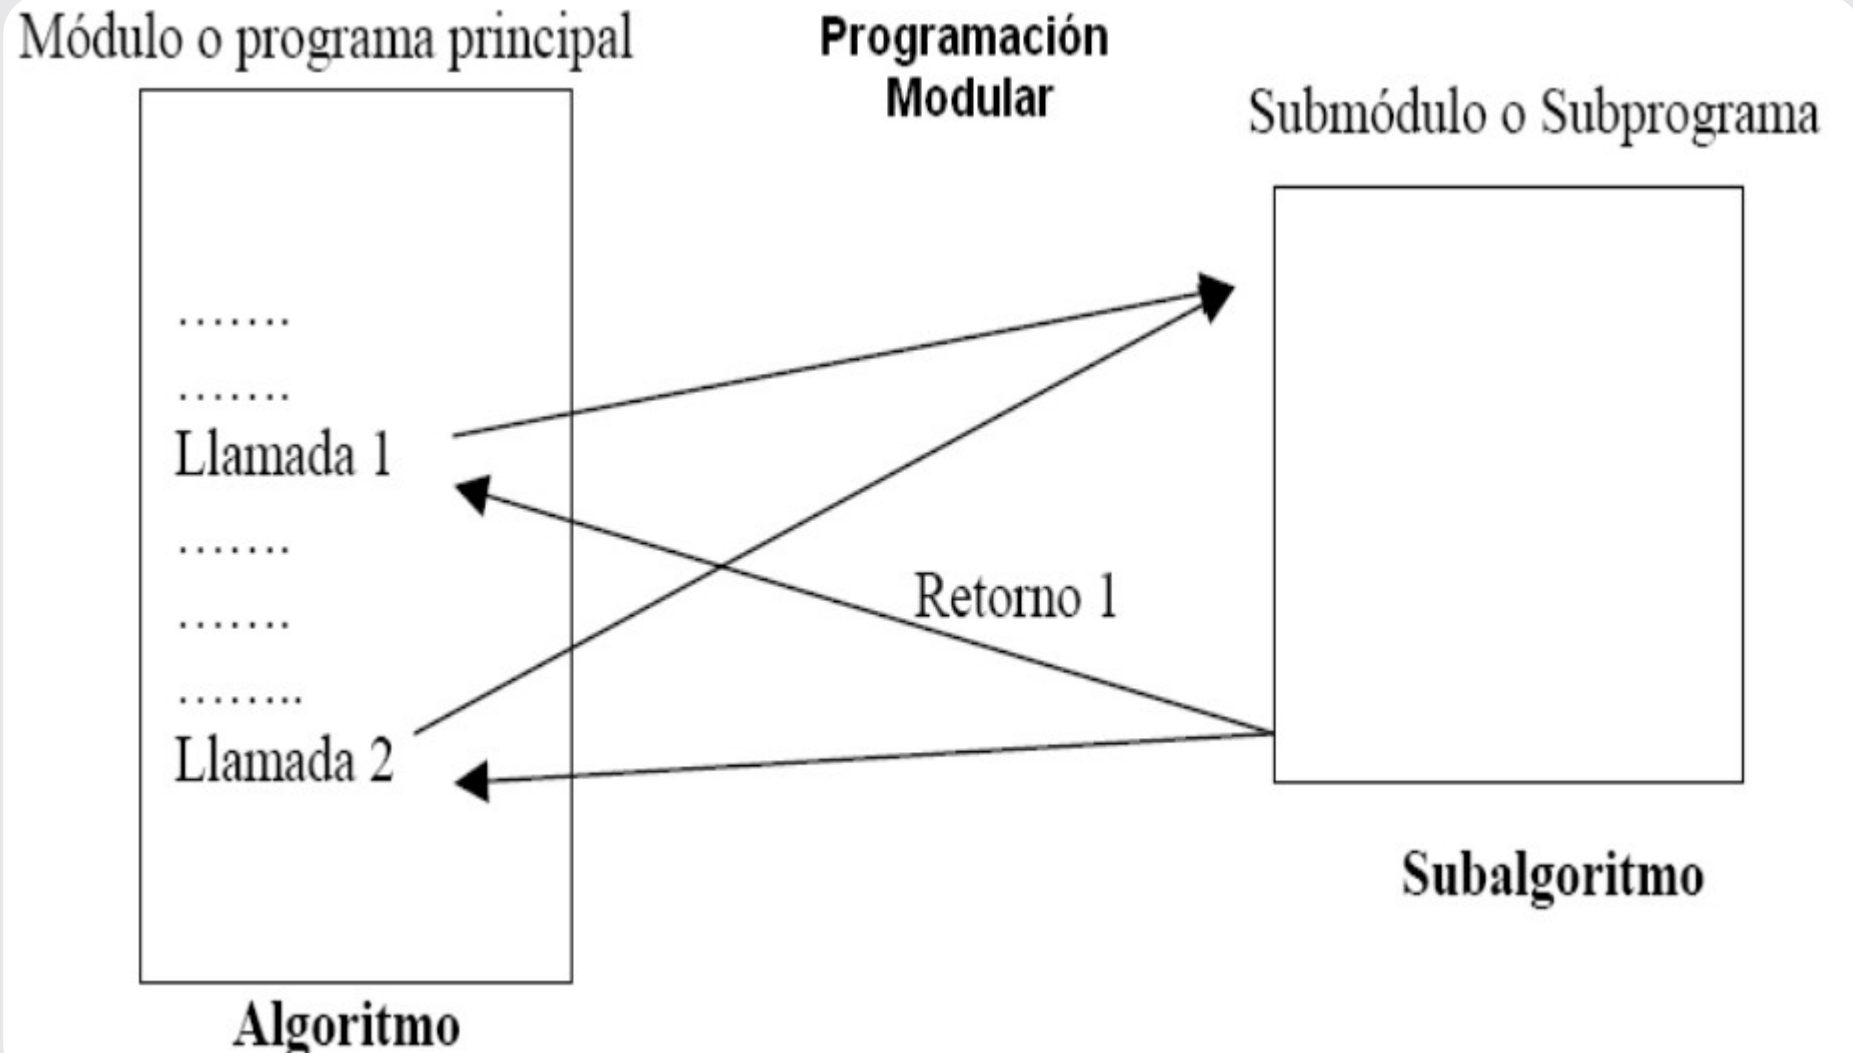 Módulo o programa principal
Programación
Modular
Submódulo o Subprograma
.......
.......
Llamada 1
.......
.......
........
Llamada 2
Retorno 1
Subalgoritmo
Algoritmo